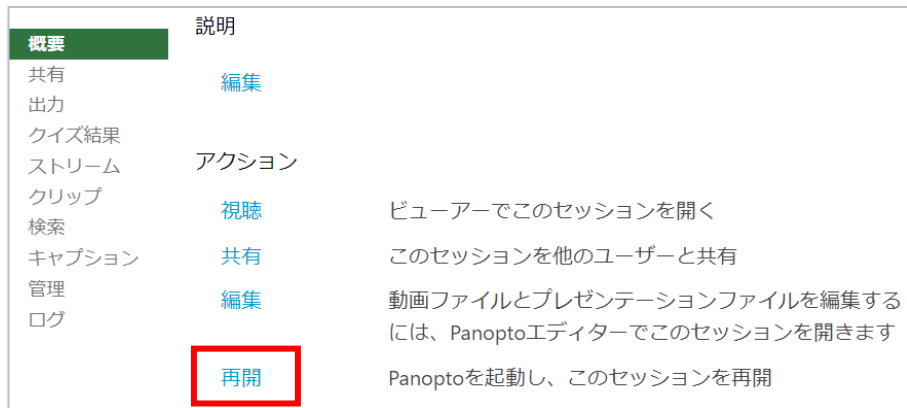 概要
共有
出力
クイズ結果
ストリーム
クリップ
検索
キャプション
管理
ログ
説明
編集
アクション
視聴 ビューアーでこのセッションを開く
共有 このセッションを他のユーザーと共有
編集 動画ファイルとプレゼンテーションファイルを編集する
には、Panoptoエディターでこのセッションを開きます
再開 Panoptoを起動し、このセッションを再開